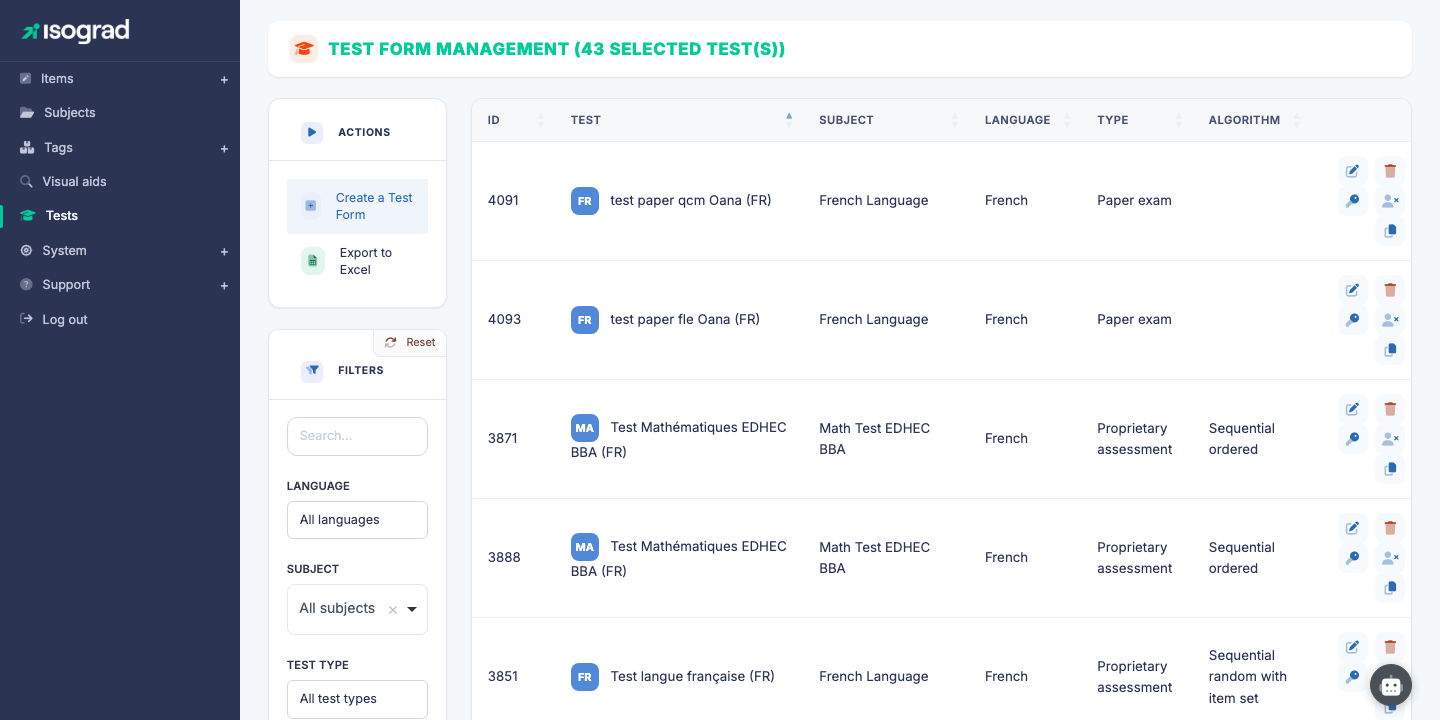 isograd
Items +
Subjects
Tags +
Visual aids
Tests
System +
Support +
Log out
TEST FORM MANAGEMENT (43 SELECTED TEST(S))
ACTIONS
Create a Test
Form
Export to
Excel
Reset
FILTERS
Search...
LANGUAGE
All languages
SUBJECT
All subjects ×
TEST TYPE
All test types
ID TEST SUBJECT LANGUAGE TYPE ALGORITHM
4091 FR test paper qcm Oana (FR) French Language French Paper exam
4093 FR test paper fle Oana (FR) French Language French Paper exam
3871 MA Test Mathématiques EDHEC BBA (FR) Math Test EDHEC BBA French Proprietary assessment Sequential ordered
3888 MA Test Mathématiques EDHEC BBA (FR) Math Test EDHEC BBA French Proprietary assessment Sequential ordered
3851 FR Test langue française (FR) French Language French Proprietary assessment Sequential random with item set